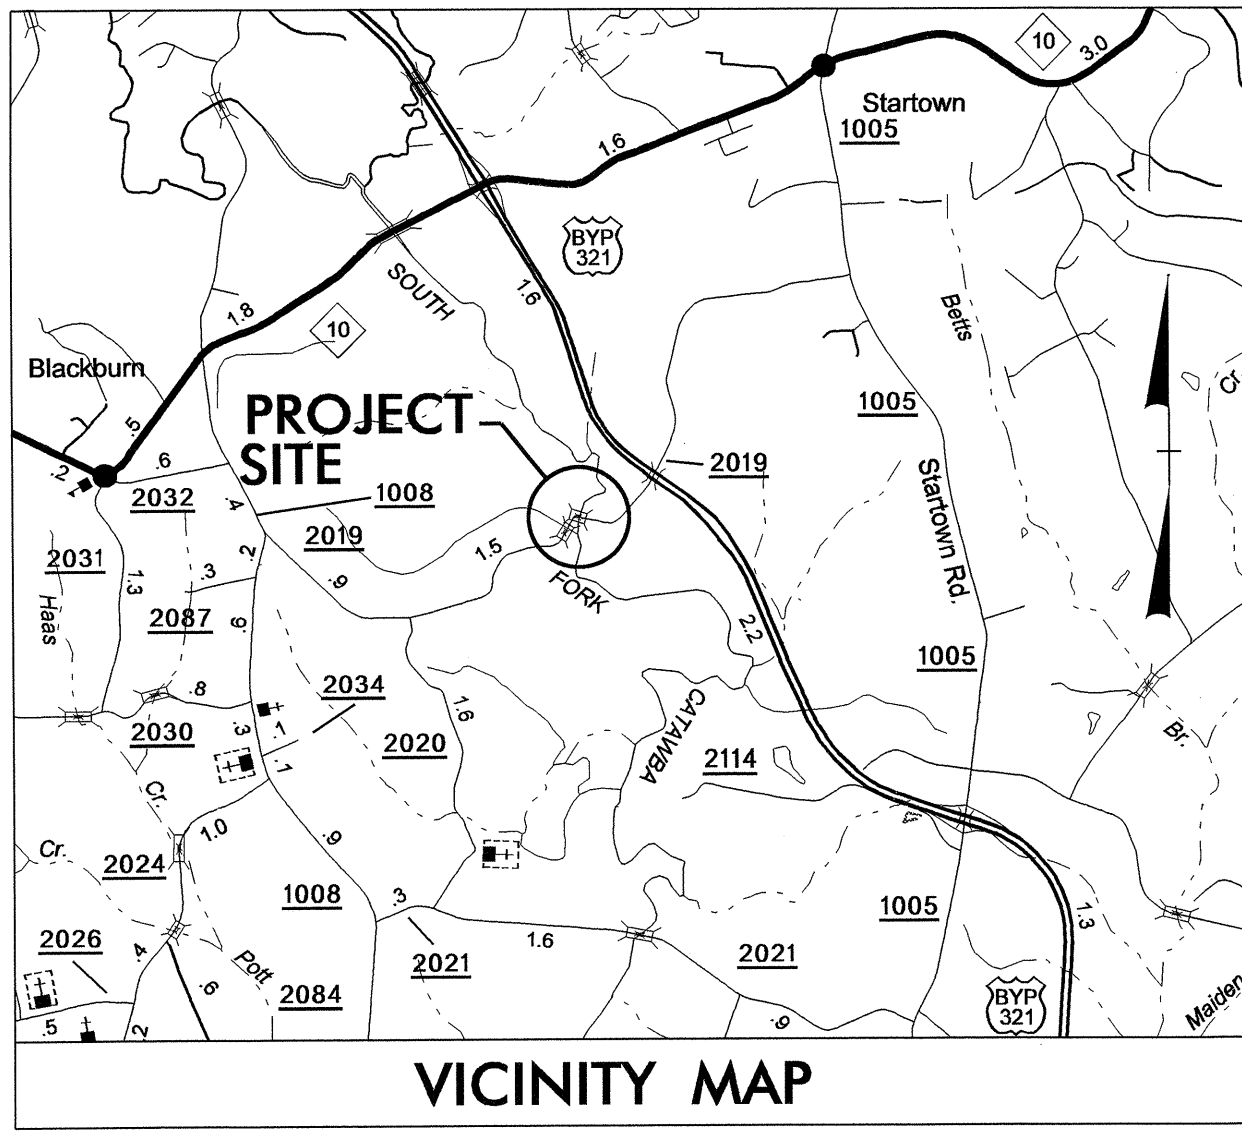 10
3.0
Startown
1005
1.6
BYP
321
SOUTH
1.6
1.8
10
Betts
Blackburn
Cr.
PROJECT
SITE
1005
.5
.2
.6
2032
.4
1008
2019
Startown Rd.
2019
1.5
2031
1.3
.3
.2
.9
FORK
Haas
2087
.6
2.2
1005
.8
2034
1.6
CATAWBA
2030
.3
.1
2020
.1
2114
Br.
Cr.
1.0
.9
Cr.
2024
1008
.3
1005
1.3
2026
.4
1.6
2021
2021
Pott
.6
2084
BYP
321
Maiden
.5
.2
.9
VICINITY MAP